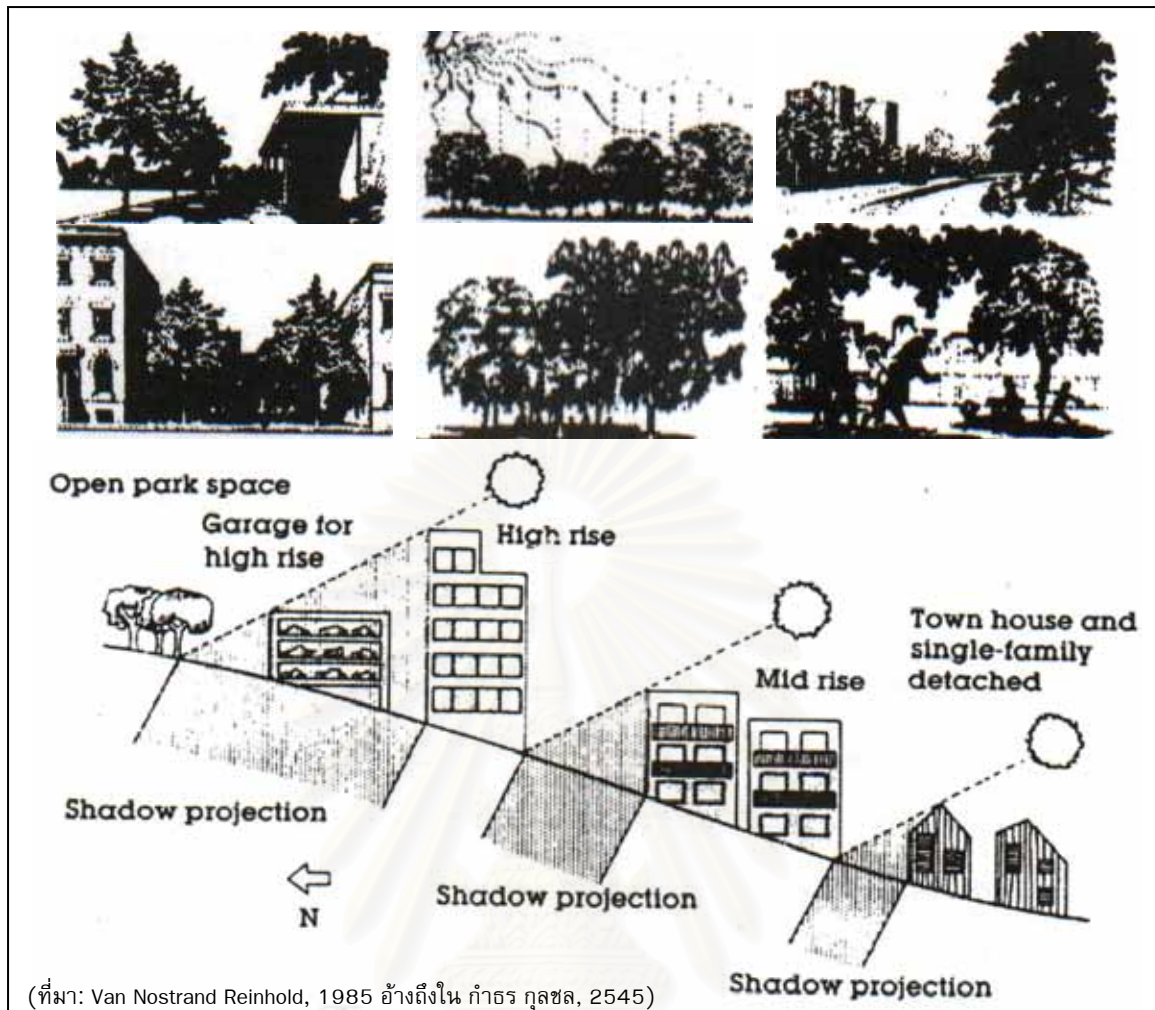 Open park space
Garage for
high rise
High rise
Town house and
single-family
detached
Mid rise
Shadow projection
Shadow projection
N
Shadow projection
(ที่มา: Van Nostrand Reinhold, 1985 อ้างถึงใน กำธร กุลชล, 2545)